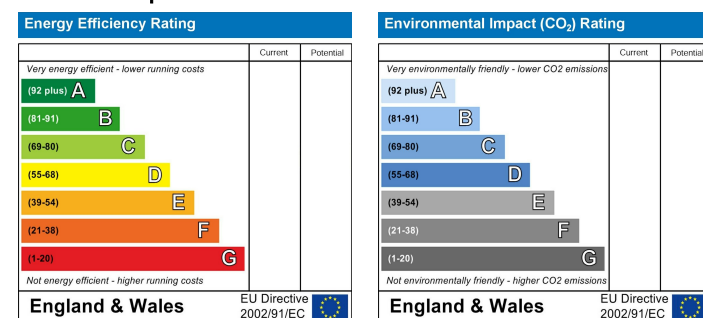 Energy Efficiency Rating
Current Potential
Very energy efficient - lower running costs
(92 plus) A
(81-91) B
(69-80) C
(55-68) D
(39-54) E
(21-38) F
(1-20) G
Not energy efficient - higher running costs
England & Wales
EU Directive
2002/91/EC
Environmental Impact (CO₂) Rating
Current Potential
Very environmentally friendly - lower CO2 emissions
(92 plus) A
(81-91) B
(69-80) C
(55-68) D
(39-54) E
(21-38) F
(1-20) G
Not environmentally friendly - higher CO2 emissions
England & Wales
EU Directive
2002/91/EC